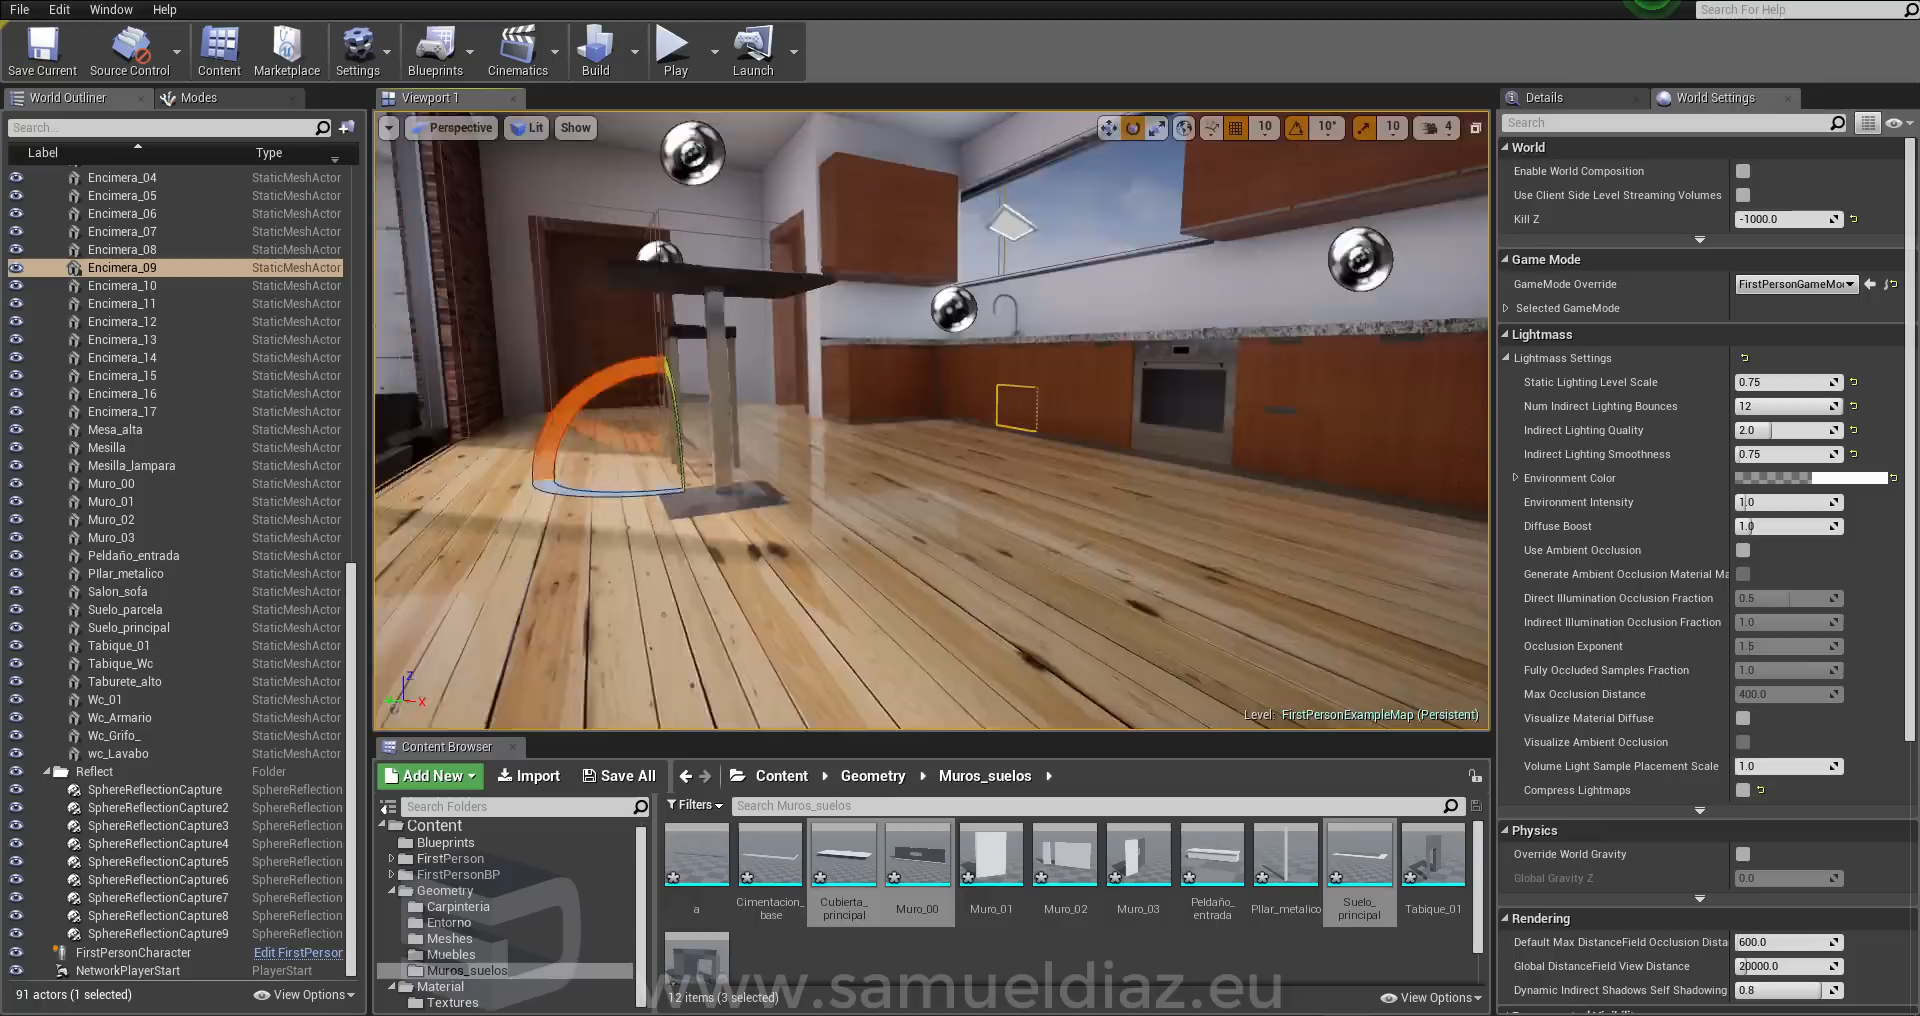 File Edit Window Help
Search For Help
Save Current Source Control Content Marketplace Settings Blueprints Cinematics Build Play Launch
World Outliner Modes
Search...
Label Type
Encimera_04 StaticMeshActor
Encimera_05 StaticMeshActor
Encimera_06 StaticMeshActor
Encimera_07 StaticMeshActor
Encimera_08 StaticMeshActor
Encimera_09 StaticMeshActor
Encimera_10 StaticMeshActor
Encimera_11 StaticMeshActor
Encimera_12 StaticMeshActor
Encimera_13 StaticMeshActor
Encimera_14 StaticMeshActor
Encimera_15 StaticMeshActor
Encimera_16 StaticMeshActor
Encimera_17 StaticMeshActor
Mesa_alta StaticMeshActor
Mesilla StaticMeshActor
Mesilla_lampara StaticMeshActor
Muro_00 StaticMeshActor
Muro_01 StaticMeshActor
Muro_02 StaticMeshActor
Muro_03 StaticMeshActor
Peldaño_entrada StaticMeshActor
PIlar_metalico StaticMeshActor
Salon_sofa StaticMeshActor
Suelo_parcela StaticMeshActor
Suelo_principal StaticMeshActor
Tabique_01 StaticMeshActor
Tabique_Wc StaticMeshActor
Taburete_alto StaticMeshActor
Wc_01 StaticMeshActor
Wc_Armario StaticMeshActor
Wc_Grifo_ StaticMeshActor
wc_Lavabo StaticMeshActor
Reflect Folder
SphereReflectionCapture SphereReflection
SphereReflectionCapture2 SphereReflection
SphereReflectionCapture3 SphereReflection
SphereReflectionCapture4 SphereReflection
SphereReflectionCapture5 SphereReflection
SphereReflectionCapture6 SphereReflection
SphereReflectionCapture7 SphereReflection
SphereReflectionCapture8 SphereReflection
SphereReflectionCapture9 SphereReflection
FirstPersonCharacter Edit FirstPerson
NetworkPlayerStart PlayerStart
91 actors (1 selected) View Options
Viewport 1
Perspective Lit Show 10 10° 10 4
Z
X
Level: FirstPersonExampleMap (Persistent)
Content Browser
Add New Import Save All Content Geometry Muros_suelos
Search Folders
Content
Blueprints
FirstPerson
FirstPersonBP
Geometry
Carpinteria
Entorno
Meshes
Muebles
Muros_suelos
Material
Textures
Filters Search Muros_suelos
a
Cimentacion_
base
Cubierta_
principal
Muro_00
Muro_01
Muro_02
Muro_03
Peldaño_
entrada
PIlar_metalico
Suelo_
principal
Tabique_01
12 items (3 selected) View Options
www.samueldiaz.eu
Details World Settings
Search
World
Enable World Composition
Use Client Side Level Streaming Volumes
Kill Z -1000.0
Game Mode
GameMode Override FirstPersonGameMo
Selected GameMode
Lightmass
Lightmass Settings
Static Lighting Level Scale 0.75
Num Indirect Lighting Bounces 12
Indirect Lighting Quality 2.0
Indirect Lighting Smoothness 0.75
Environment Color
Environment Intensity 1.0
Diffuse Boost 1.0
Use Ambient Occlusion
Generate Ambient Occlusion Material Ma
Direct Illumination Occlusion Fraction 0.5
Indirect Illumination Occlusion Fraction 1.0
Occlusion Exponent 1.5
Fully Occluded Samples Fraction 1.0
Max Occlusion Distance 400.0
Visualize Material Diffuse
Visualize Ambient Occlusion
Volume Light Sample Placement Scale 1.0
Compress Lightmaps
Physics
Override World Gravity
Global Gravity Z 0.0
Rendering
Default Max DistanceField Occlusion Dista 600.0
Global DistanceField View Distance 20000.0
Dynamic Indirect Shadows Self Shadowing 0.8